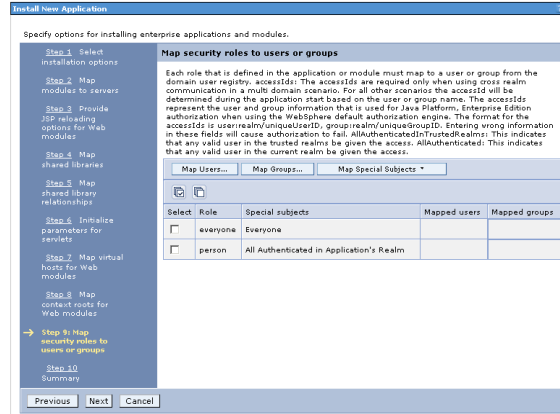 Install New Application
Specify options for installing enterprise applications and modules.
Step 1 Select
installation options
Step 2 Map
modules to servers
Step 3 Provide
JSP reloading
options for Web
modules
Step 4 Map
shared libraries
Step 5 Map
shared library
relationships
Step 6 Initialize
parameters for
servlets
Step 7 Map virtual
hosts for Web
modules
Step 8 Map
context roots for
Web modules
Step 9: Map
security roles to
users or groups
Step 10
Summary
Map security roles to users or groups
Each role that is defined in the application or module must map to a user or group from the
domain user registry. accessIds: The accessIds are required only when using cross realm
communication in a multi domain scenario. For all other scenarios the accessId will be
determined during the application start based on the user or group name. The accessIds
represent the user and group information that is used for Java Platform, Enterprise Edition
authorization when using the WebSphere default authorization engine. The format for the
accessIds is user:realm/uniqueUserID, group:realm/uniqueGroupID. Entering wrong information
in these fields will cause authorization to fail. AllAuthenticatedInTrustedRealms: This indicates
that any valid user in the trusted realms be given the access. AllAuthenticated: This indicates
that any valid user in the current realm be given the access.
Map Users... Map Groups... Map Special Subjects
Select Role Special subjects Mapped users Mapped groups
everyone Everyone
person All Authenticated in Application's Realm
Previous Next Cancel